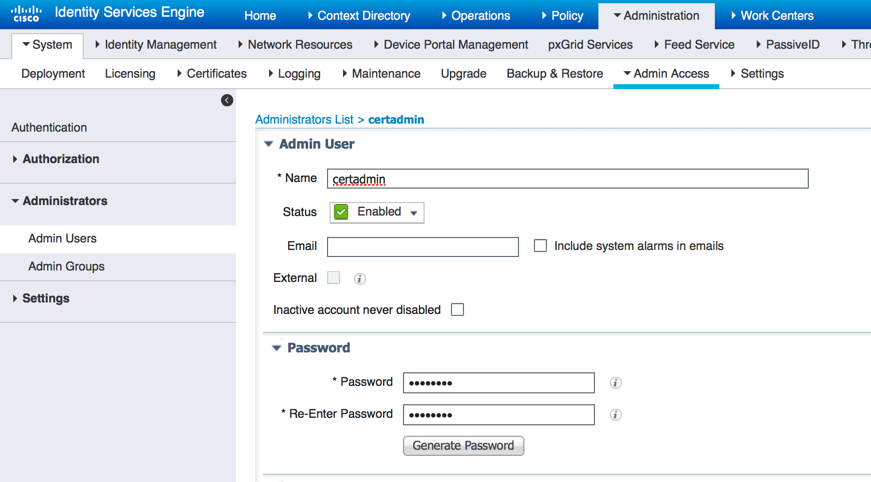 CISCO Identity Services Engine Home Context Directory Operations Policy Administration Work Centers
System Identity Management Network Resources Device Portal Management pxGrid Services Feed Service PassiveID
Deployment Licensing Certificates Logging Maintenance Upgrade Backup & Restore Admin Access Settings
Authentication
Authorization
Administrators
Admin Users
Admin Groups
Settings
Administrators List > certadmin
Admin User
* Name certadmin
Status Enabled
Email Include system alarms in emails
External
Inactive account never disabled
Password
* Password ••••••••
* Re-Enter Password ••••••••
Generate Password